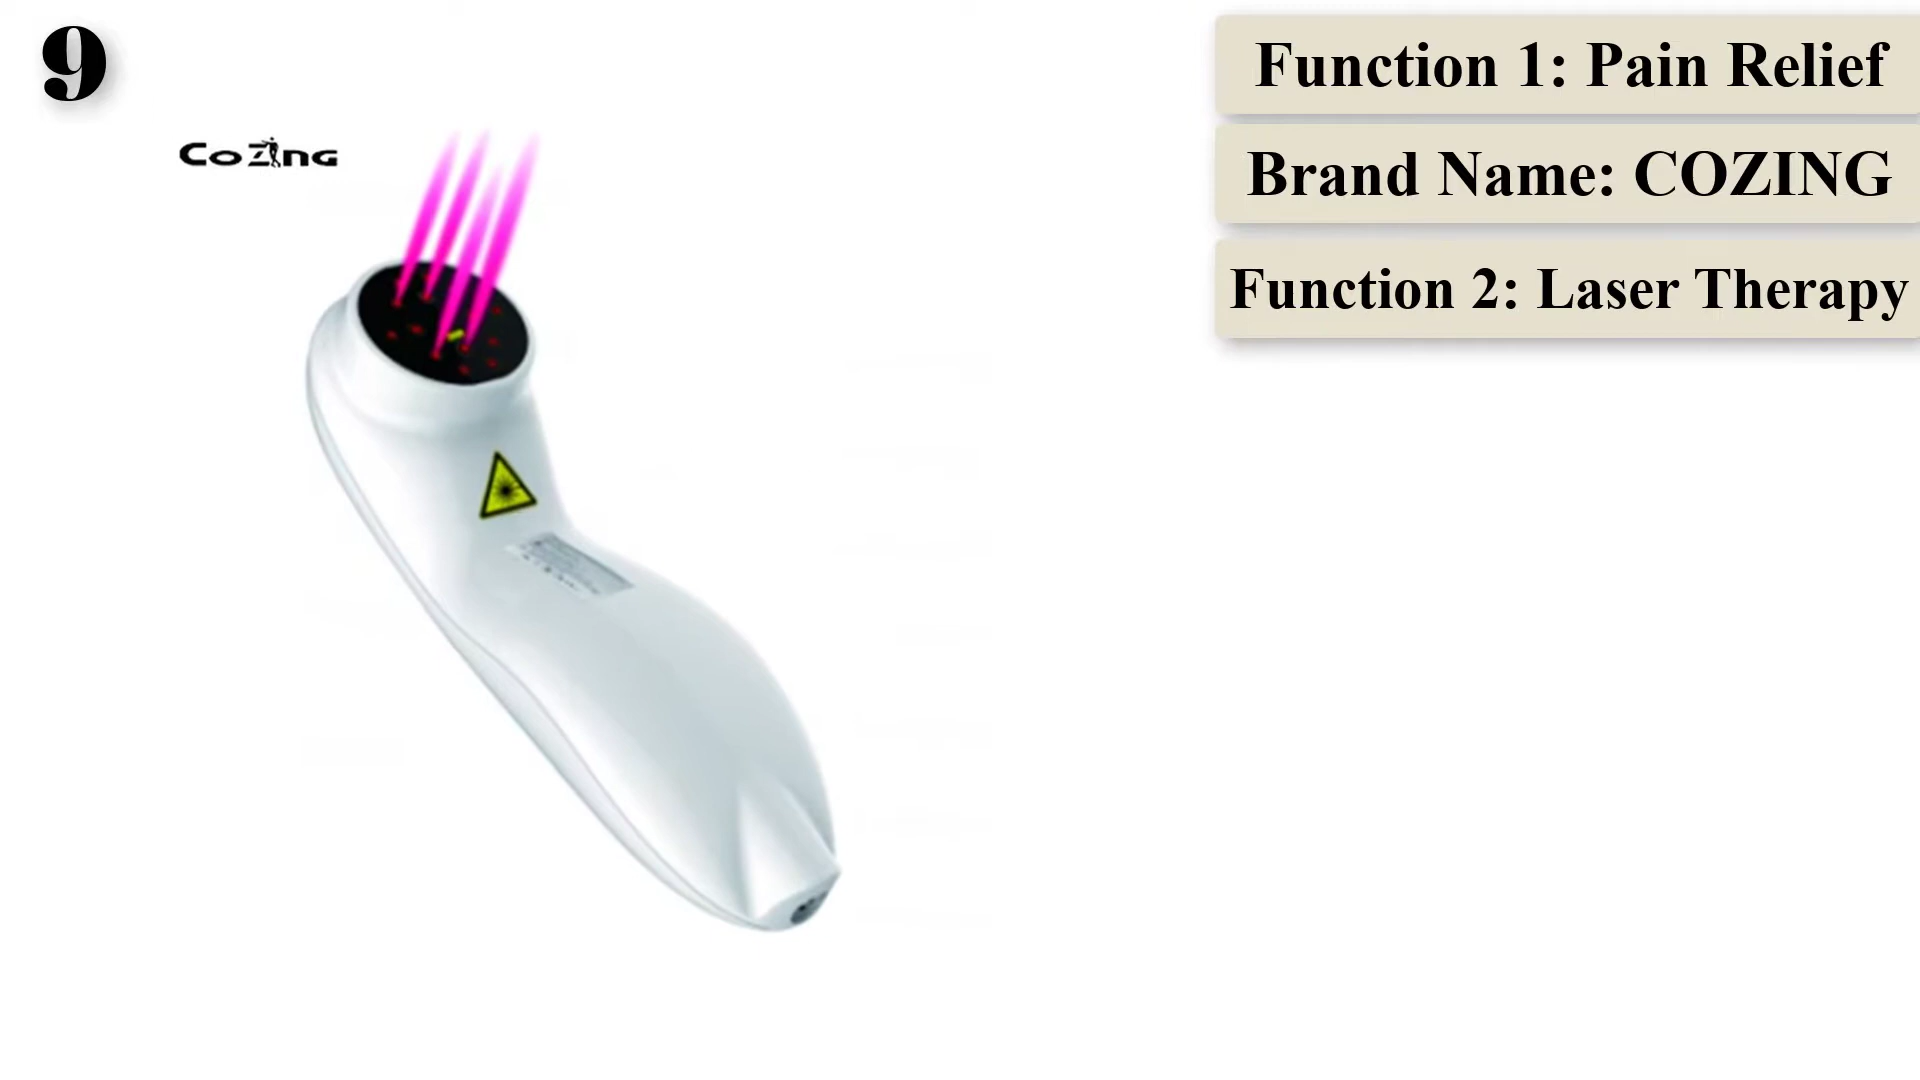 9
CoZing
Function 1: Pain Relief
Brand Name: COZING
Function 2: Laser Therapy